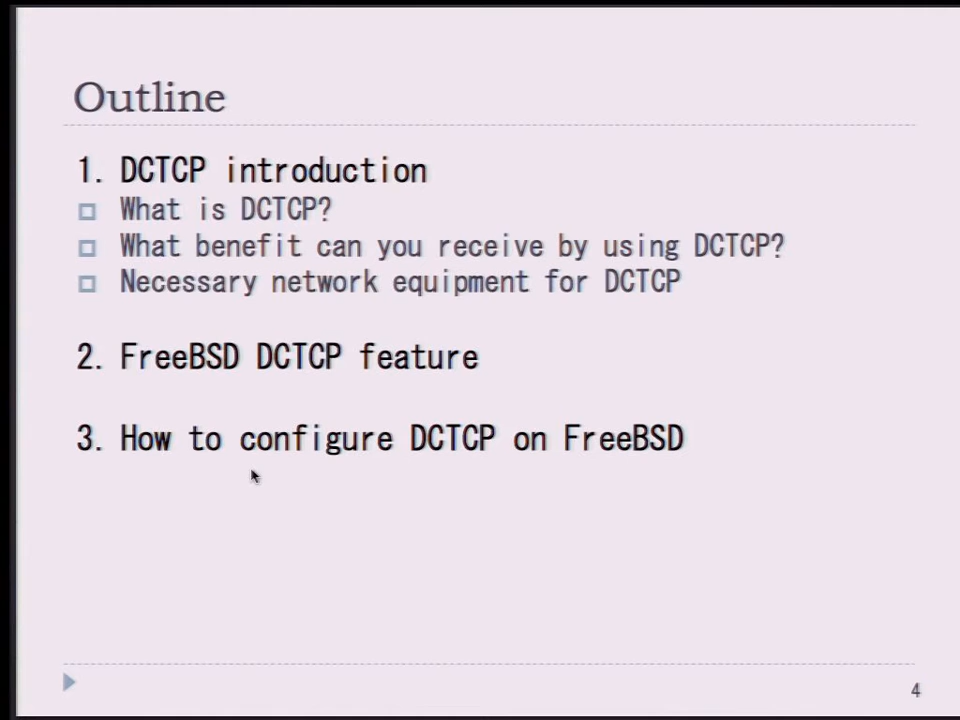 Outline
1. DCTCP introduction
What is DCTCP?
What benefit can you receive by using DCTCP?
Necessary network equipment for DCTCP
2. FreeBSD DCTCP feature
3. How to configure DCTCP on FreeBSD
4